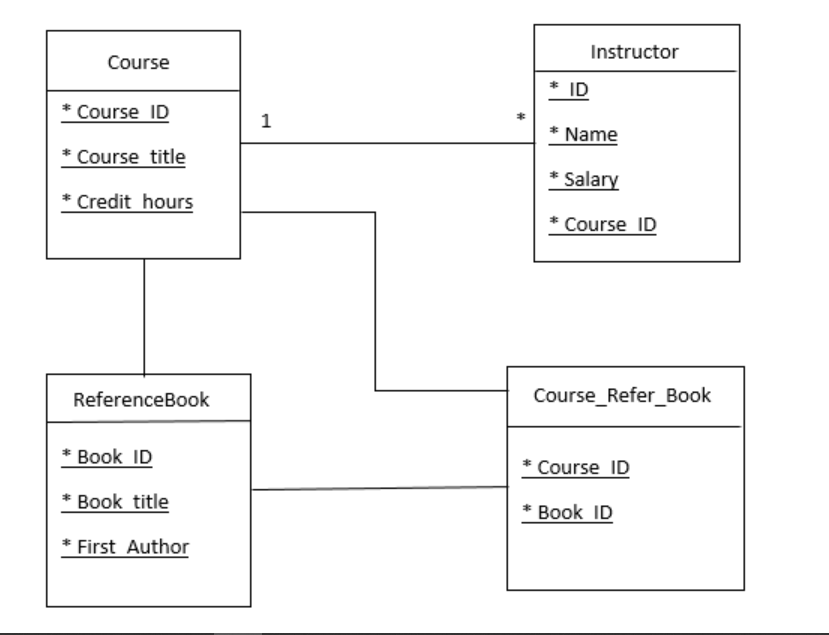 Course
* Course_ID
* Course_title
* Credit_hours
1
*
Instructor
* ID
* Name
* Salary
* Course_ID
ReferenceBook
* Book_ID
* Book_title
* First_Author
Course_Refer_Book
* Course_ID
* Book_ID